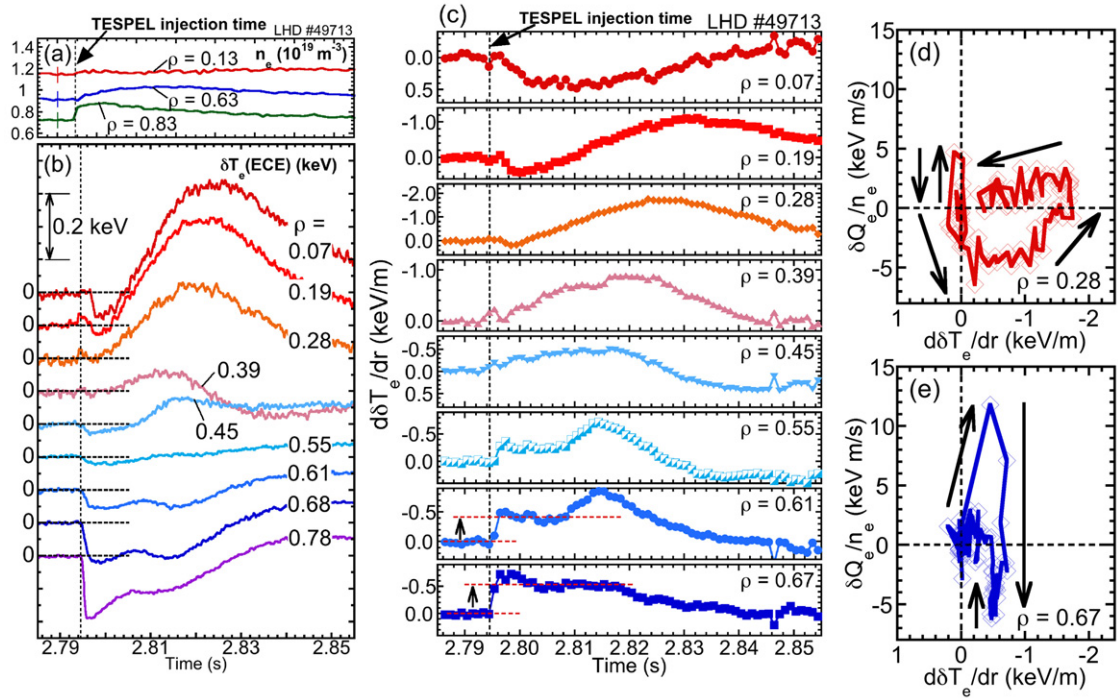 TESPEL injection time
LHD #49713
(a)
n_e (10^19 m^-3)
1.2
1
0.8
0.6
ρ = 0.13
ρ = 0.63
ρ = 0.83
2.79
2.81
2.83
2.85
(b)
δT_e(ECE) (keV)
0.2 keV
ρ =
0.07
0
0.19
0
0.28
0
0.39
0
0.45
0
0.55
0
0.61
0
0.68
0
0.78
0
2.79 2.81 2.83 2.85
Time (s)
(c)
TESPEL injection time
LHD #49713
0.0
0.5
ρ = 0.07
-1.0
0.0
ρ = 0.19
-2.0
-1.0
0.0
ρ = 0.28
-1.0
0.0
ρ = 0.39
-0.5
0.0
0.5
ρ = 0.45
-0.5
0.0
ρ = 0.55
-0.5
0.0
ρ = 0.61
-0.5
0.0
ρ = 0.67
dδT_e/dr (keV/m)
2.79 2.80 2.81 2.82 2.83 2.84 2.85
Time (s)
(d)
15
10
5
0
-5
δQ_e/n_e (keV m/s)
ρ = 0.28
1 0 -1 -2
dδT_e/dr (keV/m)
(e)
15
10
5
0
-5
δQ_e/n_e (keV m/s)
ρ = 0.67
1 0 -1 -2
dδT_e/dr (keV/m)